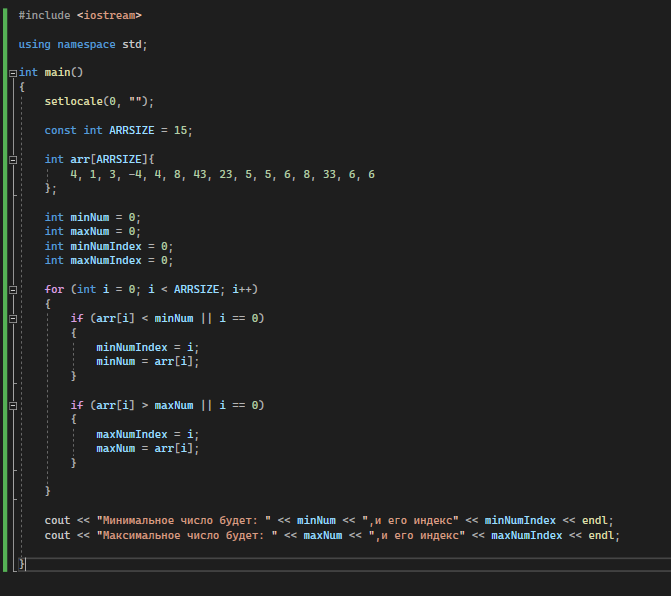 #include <iostream>
using namespace std;
int main()
{
setlocale(0, "");
const int ARRSIZE = 15;
int arr[ARRSIZE]{
4, 1, 3, -4, 4, 8, 43, 23, 5, 5, 6, 8, 33, 6, 6
};
int minNum = 0;
int maxNum = 0;
int minNumIndex = 0;
int maxNumIndex = 0;
for (int i = 0; i < ARRSIZE; i++)
{
if (arr[i] < minNum || i == 0)
{
minNumIndex = i;
minNum = arr[i];
}
if (arr[i] > maxNum || i == 0)
{
maxNumIndex = i;
maxNum = arr[i];
}
}
cout << "Минимальное число будет: " << minNum << ",и его индекс" << minNumIndex << endl;
cout << "Максимальное число будет: " << maxNum << ",и его индекс" << maxNumIndex << endl;
}